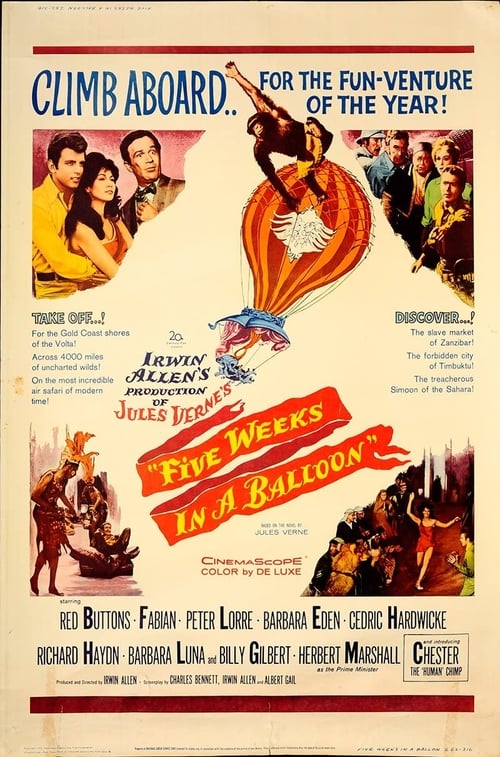 CLIMB ABOARD..
FOR THE FUN-VENTURE
OF THE YEAR!
TAKE OFF..!
For the Gold Coast shores
of the Volta!
Across 4000 miles
of uncharted wilds!
On the most incredible
air safari of modern
time!
DISCOVER...!
The slave market
of Zanzibar!
The forbidden city
of Timbuktu!
The treacherous
Simoon of the Sahara!
20
IRWIN
ALLEN'S
PRODUCTION
OF
JULES VERNE'S
"FIVE WEEKS
IN A BALLOON"
BASED ON THE NOVEL BY
JULES VERNE
CINEMASCOPE
COLOR by DE LUXE
starring
RED BUTTONS · FABIAN · PETER LORRE · BARBARA EDEN · CEDRIC HARDWICKE
RICHARD HAYDN · BARBARA LUNA and BILLY GILBERT · HERBERT MARSHALL
as the Prime Minister
and introducing
CHESTER
THE 'HUMAN' CHIMP
Produced and Directed by IRWIN ALLEN · Screenplay by CHARLES BENNETT, IRWIN ALLEN and ALBERT GAIL
FIVE WEEKS IN A BALLOON